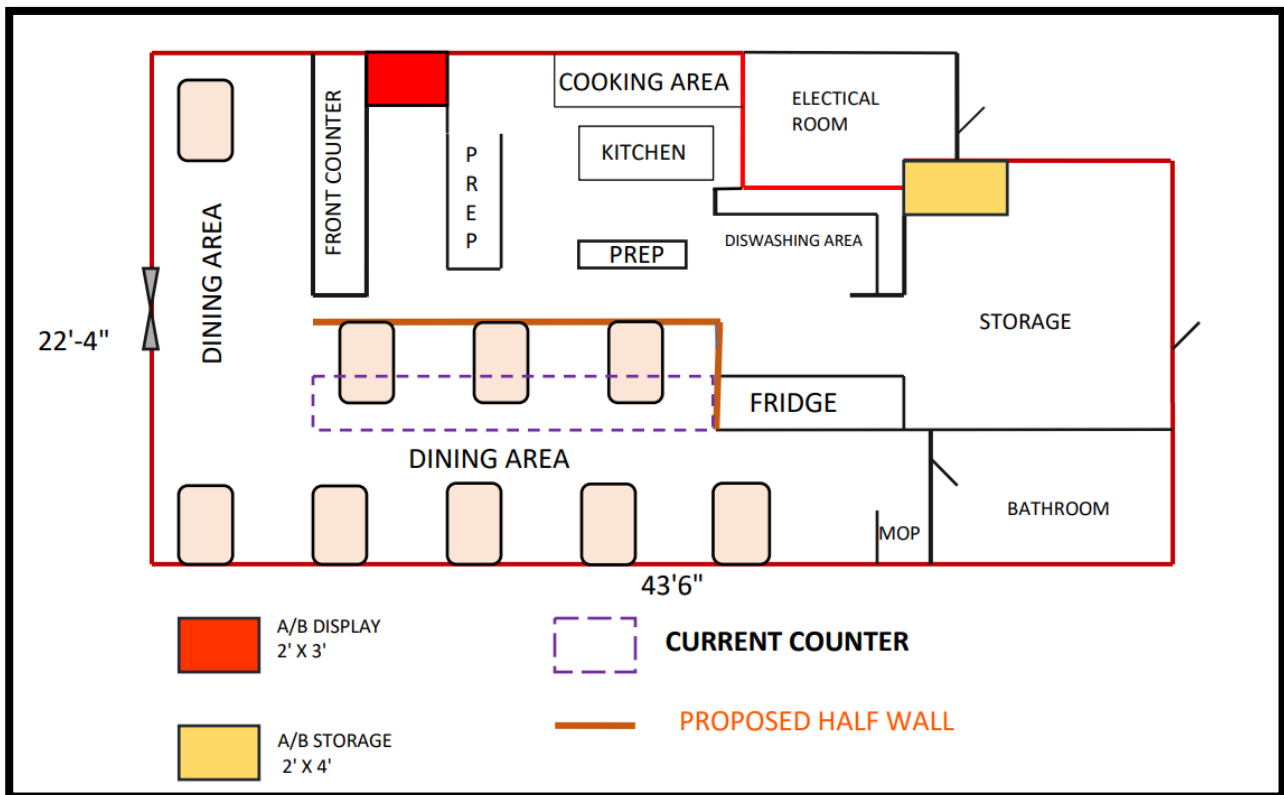 COOKING AREA
ELECTICAL
ROOM
FRONT COUNTER
P
R
E
P
KITCHEN
DINING AREA
PREP
DISWASHING AREA
STORAGE
22'-4"
FRIDGE
DINING AREA
BATHROOM
MOP
43'6"
A/B DISPLAY
2' X 3'
CURRENT COUNTER
PROPOSED HALF WALL
A/B STORAGE
2' X 4'